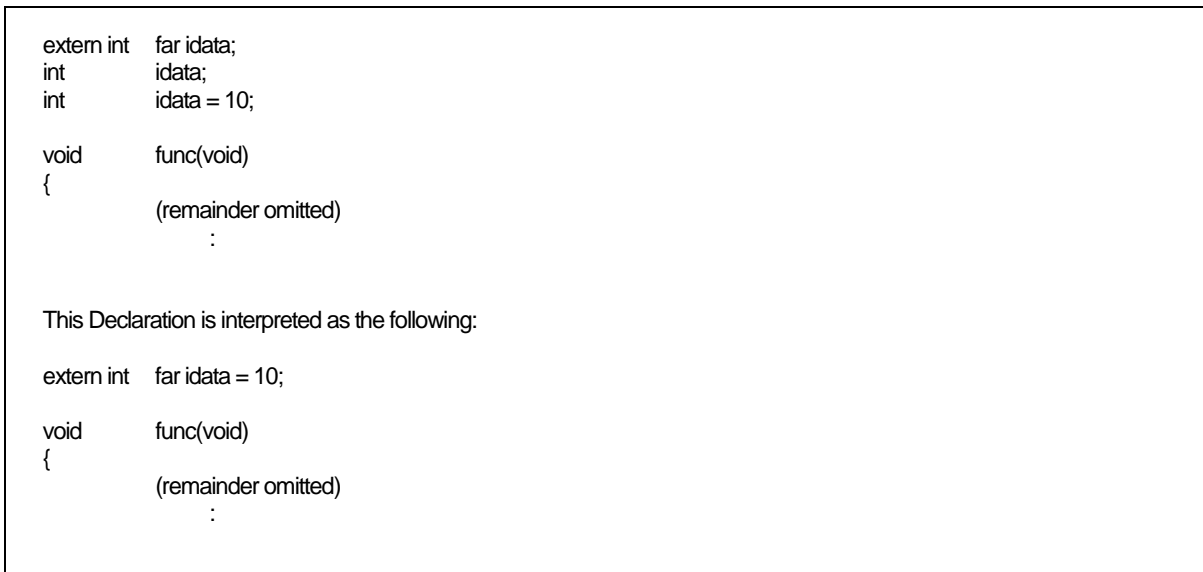 extern int far idata;
int idata;
int idata = 10;
void func(void)
{
(remainder omitted)
:
This Declaration is interpreted as the following:
extern int far idata = 10;
void func(void)
{
(remainder omitted)
: